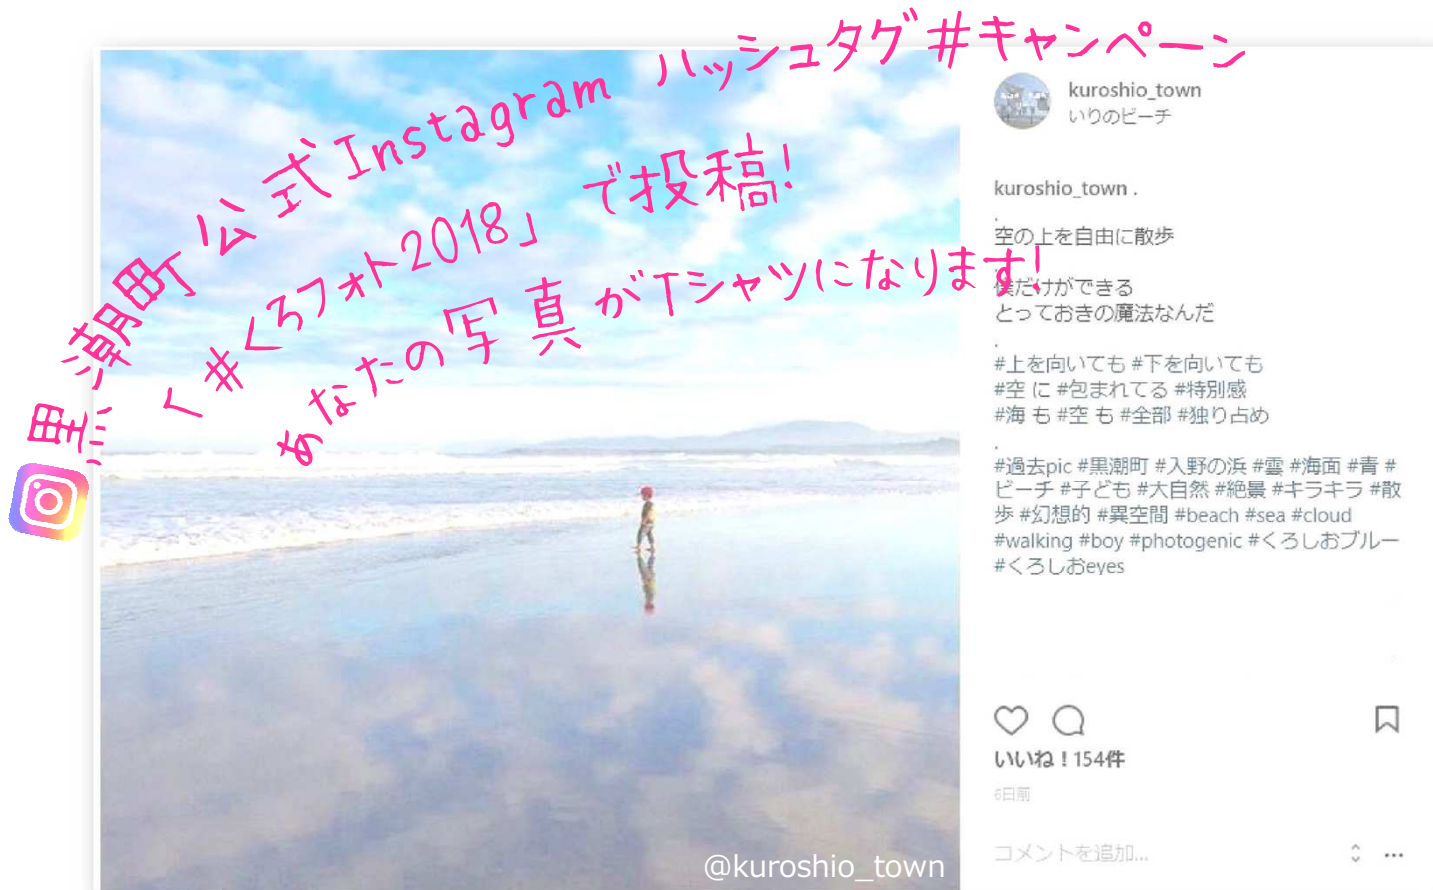 黒潮町公式Instagram ハッシュタグ#キャンペーン
「#くろフォト2018」で投稿!
あなたの写真がTシャツになります!
kuroshio_town
いりのビーチ
kuroshio_town .
.
空の上を自由に散歩
.
僕だけができる
とっておきの魔法なんだ
.
#上を向いても #下を向いても
#空 に #包まれてる #特別感
#海 も #空 も #全部 #独り占め
.
#過去pic #黒潮町 #入野の浜 #雲 #海面 #青 #
ビーチ #子ども #大自然 #絶景 #キラキラ #散
歩 #幻想的 #異空間 #beach #sea #cloud
#walking #boy #photogenic #くろしおブルー
#くろしおeyes
いいね！154件
6日前
コメントを追加...
@kuroshio_town